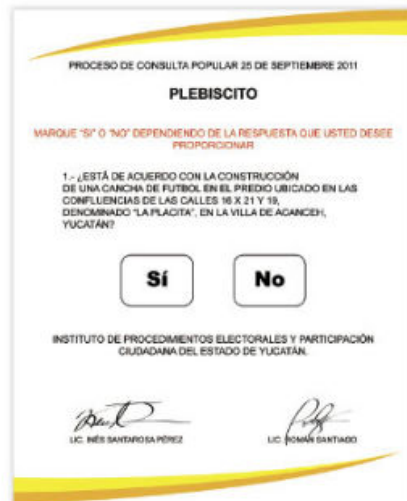 PROCESO DE CONSULTA POPULAR 25 DE SEPTIEMBRE 2011
PLEBISCITO
MARQUE "SI" O "NO" DEPENDIENDO DE LA RESPUESTA QUE USTED DESEE
PROPORCIONAR
1.- ¿ESTÁ DE ACUERDO CON LA CONSTRUCCIÓN
DE UNA CANCHA DE FUTBOL EN EL PREDIO UBICADO EN LAS
CONFLUENCIAS DE LAS CALLES 16 X 21 Y 19,
DENOMINADO "LA PLACITA", EN LA VILLA DE ACANCEH,
YUCATÁN?
Sí
No
INSTITUTO DE PROCEDIMIENTOS ELECTORALES Y PARTICIPACIÓN
CIUDADANA DEL ESTADO DE YUCATÁN.
LIC. INÉS SANTAROSA PÉREZ
LIC. ROMÁN SANTIAGO